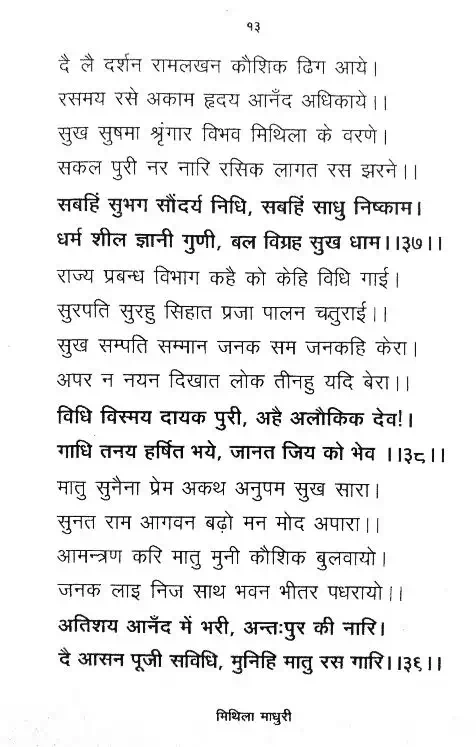 १३
दै लै दर्शन रामलखन कौशिक ढिग आये।
रसमय रसे अकाम हृदय आनँद अधिकाये।।
सुख सुषमा श्रृंगार विभव मिथिला के वरणे।
सकल पुरी नर नारि रसिक लागत रस झरने।।
सबहिं सुभग सौंदर्य निधि, सबहिं साधु निष्काम।
धर्म शील ज्ञानी गुणी, बल विग्रह सुख धाम।।३७।।
राज्य प्रबन्ध विभाग कहै को केहि विधि गाई।
सुरपति सुरहु सिहात प्रजा पालन चतुराई।।
सुख सम्पति सम्मान जनक सम जनकहि केरा।
अपर न नयन दिखात लोक तीनहु यदि बेरा।।
विधि विस्मय दायक पुरी, अहै अलौकिक देव!।
गाधि तनय हर्षित भये, जानत जिय को भेव ।।३८।।
मातु सुनैना प्रेम अकथ अनुपम सुख सारा।
सुनत राम आगवन बढ़ो मन मोद अपारा।।
आमन्त्रण करि मातु मुनी कौशिक बुलवायो।
जनक लाइ निज साथ भवन भीतर पधरायो।।
अतिशय आनँद में भरी, अन्तःपुर की नारि।
दै आसन पूजी सविधि, मुनिहि मातु रस गारि।।३६।।
मिथिला माधुरी